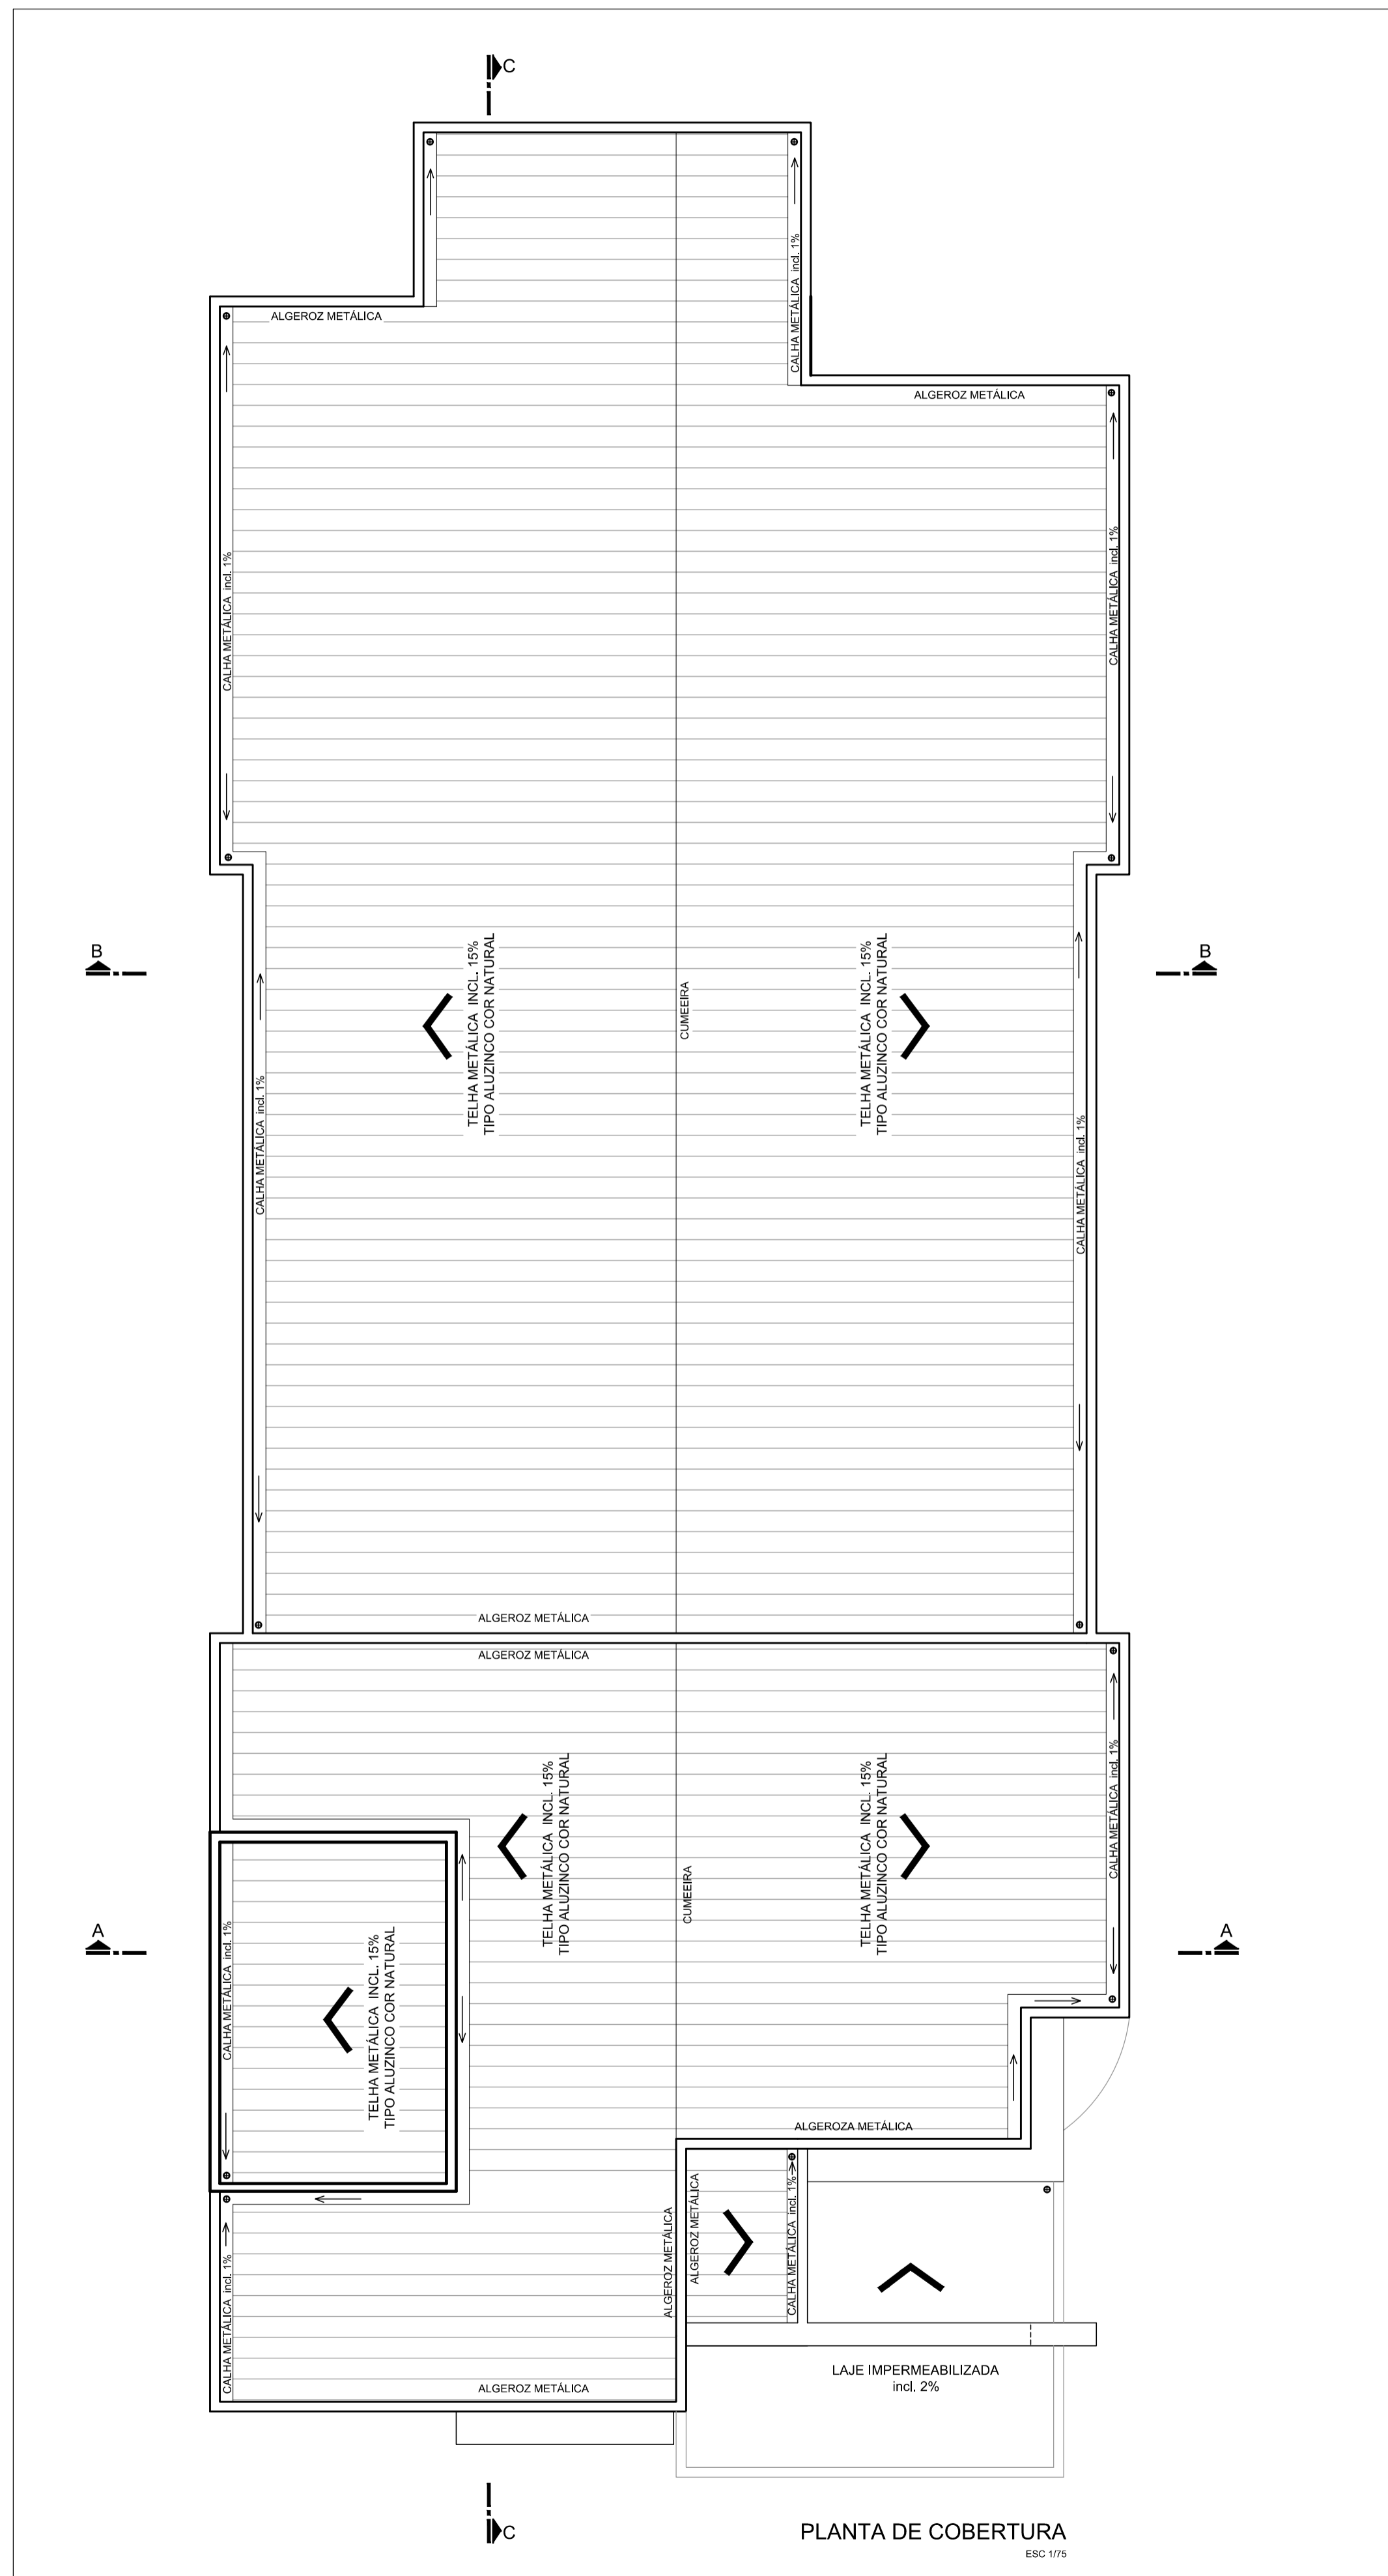 C
CALHA METÁLICA incl. 1%
ALGEROZ METÁLICA
ALGEROZ METÁLICA
CALHA METÁLICA incl. 1%
CALHA METÁLICA incl. 1%
B
B
TELHA METÁLICA INCL. 15%
TIPO ALUZINCO COR NATURAL
CUMEEIRA
TELHA METÁLICA INCL. 15%
TIPO ALUZINCO COR NATURAL
CALHA METÁLICA incl. 1%
CALHA METÁLICA incl. 1%
ALGEROZ METÁLICA
ALGEROZ METÁLICA
TELHA METÁLICA INCL. 15%
TIPO ALUZINCO COR NATURAL
CUMEEIRA
TELHA METÁLICA INCL. 15%
TIPO ALUZINCO COR NATURAL
CALHA METÁLICA incl. 1%
A
A
CALHA METÁLICA incl. 1%
TELHA METÁLICA INCL. 15%
TIPO ALUZINCO COR NATURAL
ALGEROZA METÁLICA
CALHA METÁLICA incl. 1%
ALGEROZ METÁLICA
ALGEROZ METÁLICA
CALHA METÁLICA incl. 1%
LAJE IMPERMEABILIZADA
incl. 2%
ALGEROZ METÁLICA
C
PLANTA DE COBERTURA
ESC 1/75